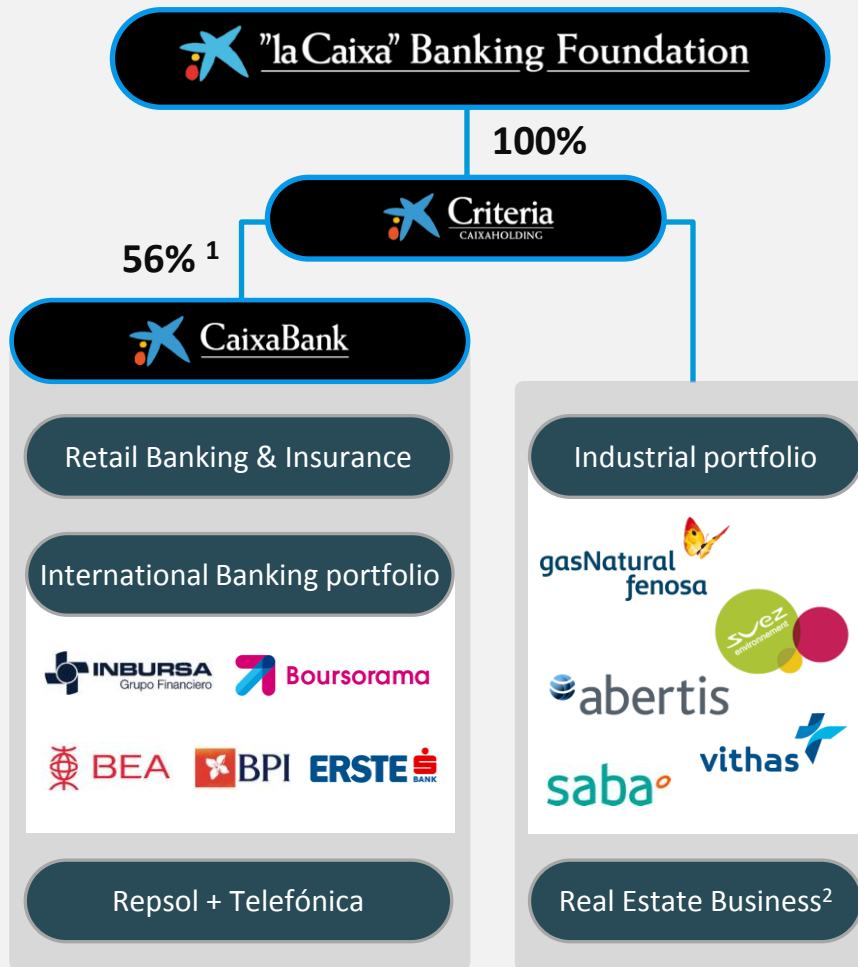 "la Caixa" Banking Foundation
100%
Criteria
CAIXAHOLDING
56% 1
CaixaBank
Retail Banking & Insurance
International Banking portfolio
INBURSA
Grupo Financiero
Boursorama
BEA
BPI
ERSTE
S
BANK
Repsol + Telefónica
Industrial portfolio
gasNatural
fenosa
suez
environnement
abertis
vithas
saba
Real Estate Business2